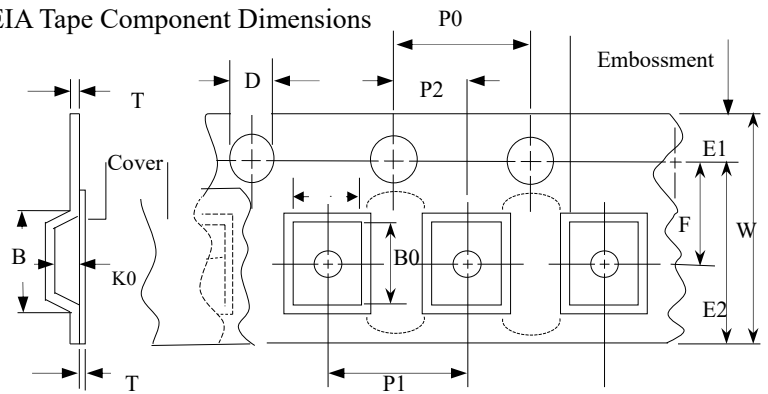 EIA Tape Component Dimensions
P0
Embossment
D
P2
T
E1
Cover
F
W
B
B0
K0
E2
P1
T